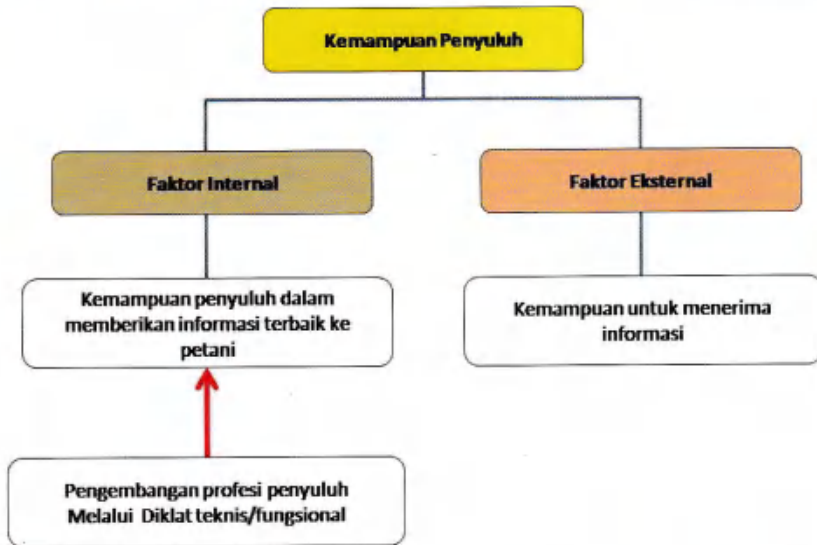 Kemampuan Penyuluh
Faktor Internal
Faktor Eksternal
Kemampuan penyuluh dalam
memberikan informasi terbaik ke
petani
Kemampuan untuk menerima
informasi
Pengembangan profesi penyuluh
Melalui Diklat teknis/fungsional